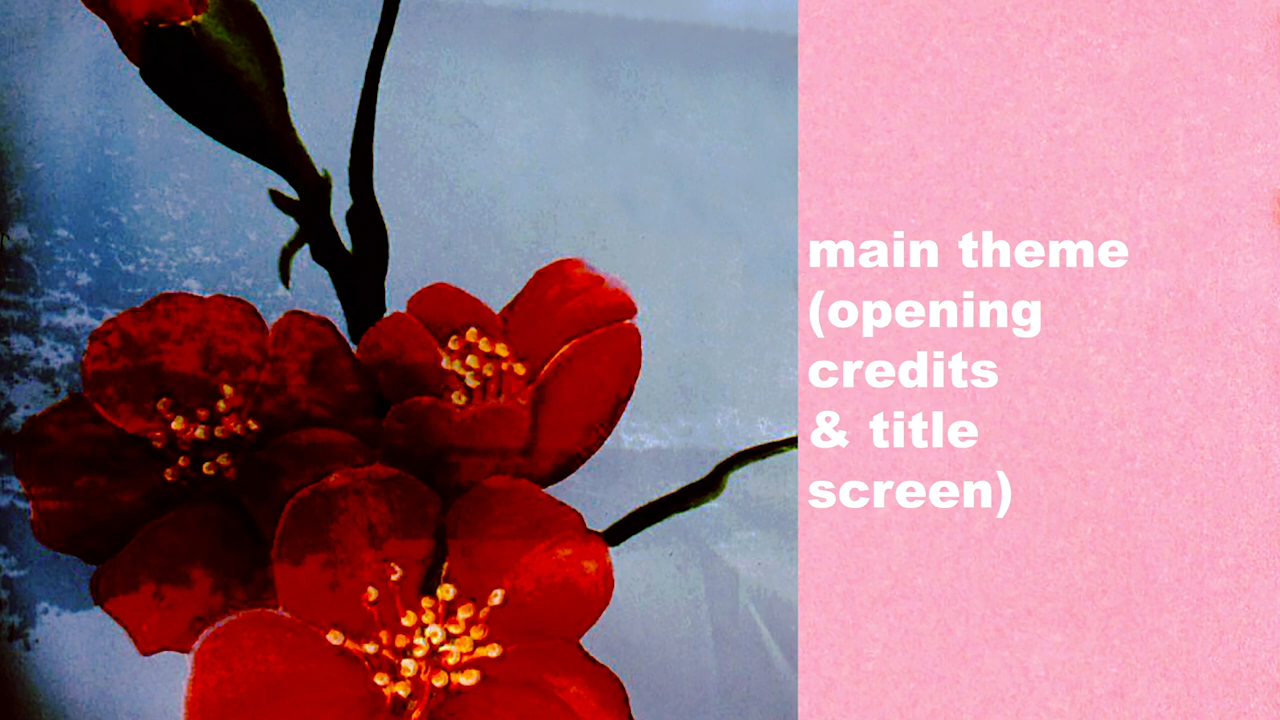 main theme
(opening
credits
& title
screen)